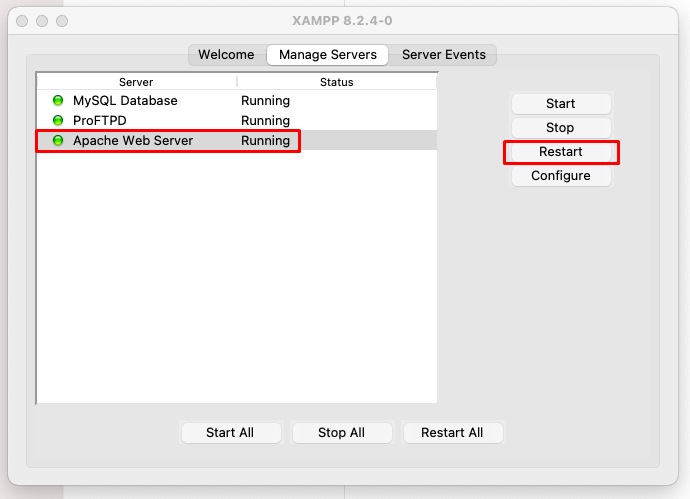 XAMPP 8.2.4-0
Welcome Manage Servers Server Events
Server Status
MySQL Database Running
ProFTPD Running
Apache Web Server Running
Start
Stop
Restart
Configure
Start All Stop All Restart All